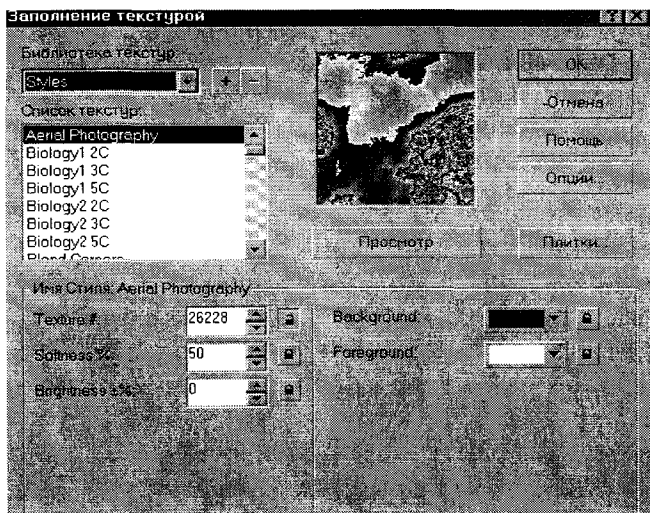 Заполнение текстурой
Библиотека текстур:
Styles
+ −
Список текстур:
Aerial Photography
Biology1 2C
Biology1 3C
Biology1 5C
Biology2 2C
Biology2 3C
Biology2 5C
OK
Отмена
Помощь
Опции...
Просмотр
Плитки...
Имя Стиля: Aerial Photography
Texture #: 26228
Softness %: 50
Brightness ±%: 0
Background:
Foreground: